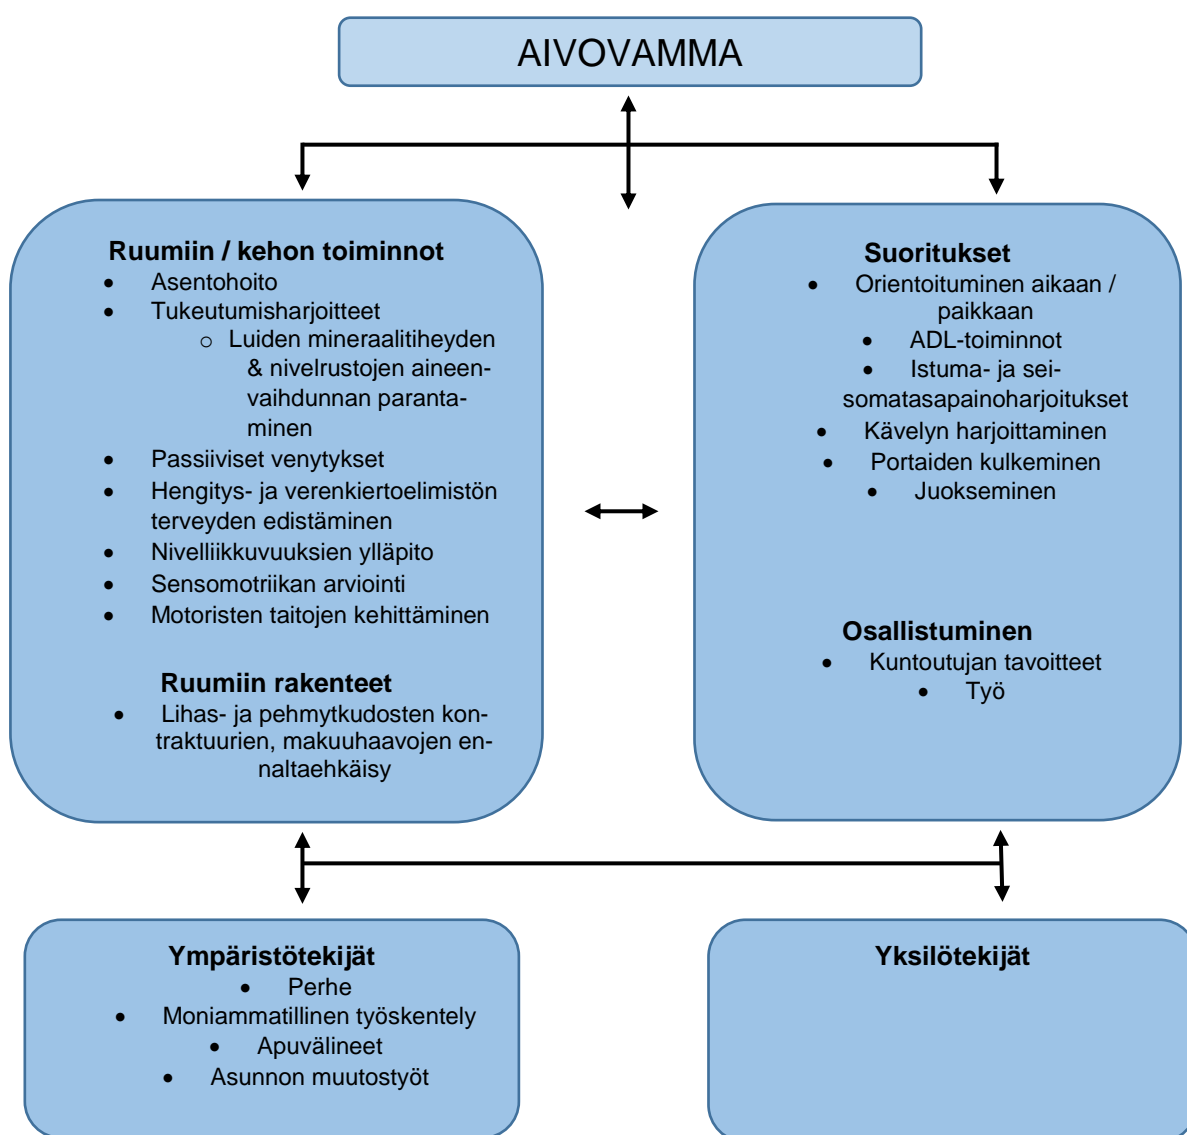 AIVOVAMMA
Ruumiin / kehon toiminnot
• Asentohoito
• Tukeutumisharjoitteet
o Luiden mineraalitiheyden
& nivelrustojen aineen-
vaihdunnan paranta-
minen
• Passiiviset venytykset
• Hengitys- ja verenkiertoelimistön
terveyden edistäminen
• Nivelliikkuvuuksien ylläpito
• Sensomotriikan arviointi
• Motoristen taitojen kehittäminen
Ruumiin rakenteet
• Lihas- ja pehmytkudosten kon-
traktuurien, makuuhaavojen en-
naltaehkäisy
Suoritukset
• Orientoituminen aikaan /
paikkaan
• ADL-toiminnot
• Istuma- ja sei-
somatasapainoharjoitukset
• Kävelyn harjoittaminen
• Portaiden kulkeminen
• Juokseminen
Osallistuminen
• Kuntoutujan tavoitteet
• Työ
Ympäristötekijät
• Perhe
• Moniammatillinen työskentely
• Apuvälineet
• Asunnon muutostyöt
Yksilötekijät